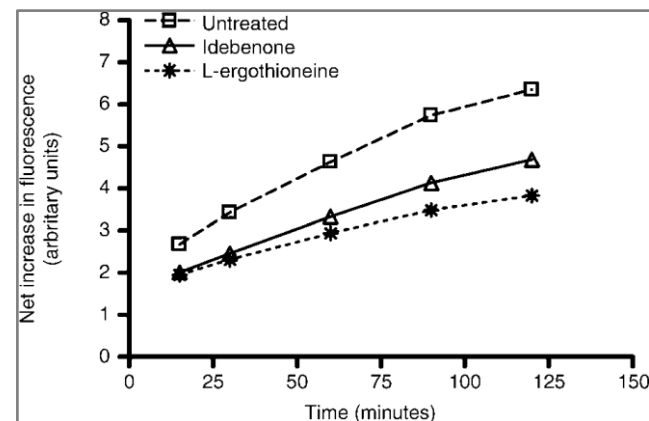 8
7
6
5
4
3
2
1
0
Untreated
Idebenone
L-ergothioneine
Net increase in fluorescence
(arbritary units)
0 25 50 75 100 125 150
Time (minutes)